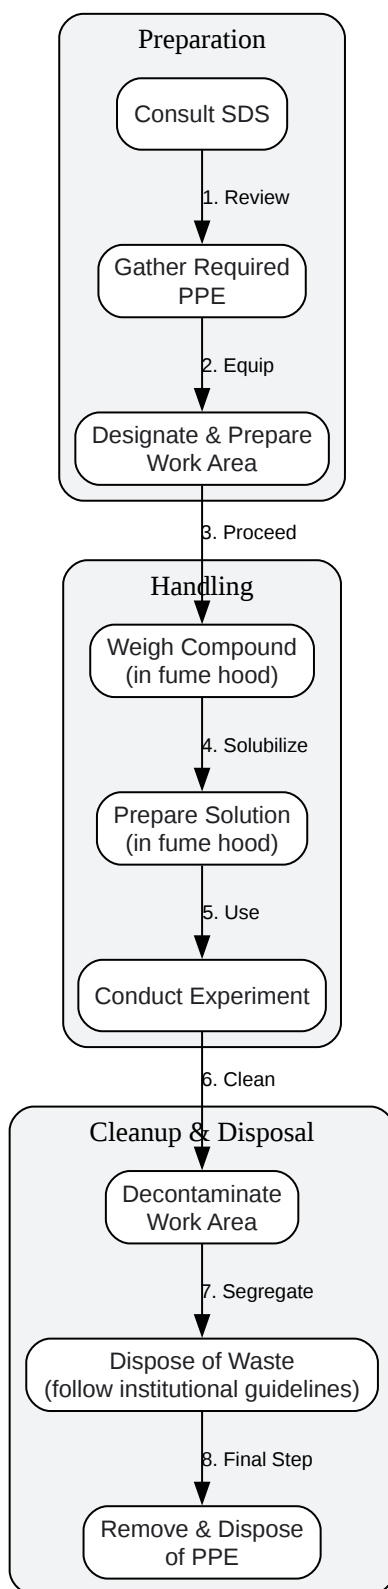 Preparation
Consult SDS
1. Review
Gather Required
PPE
2. Equip
Designate & Prepare
Work Area
3. Proceed
Handling
Weigh Compound
(in fume hood)
4. Solubilize
Prepare Solution
(in fume hood)
5. Use
Conduct Experiment
6. Clean
Cleanup & Disposal
Decontaminate
Work Area
7. Segregate
Dispose of Waste
(follow institutional guidelines)
8. Final Step
Remove & Dispose
of PPE